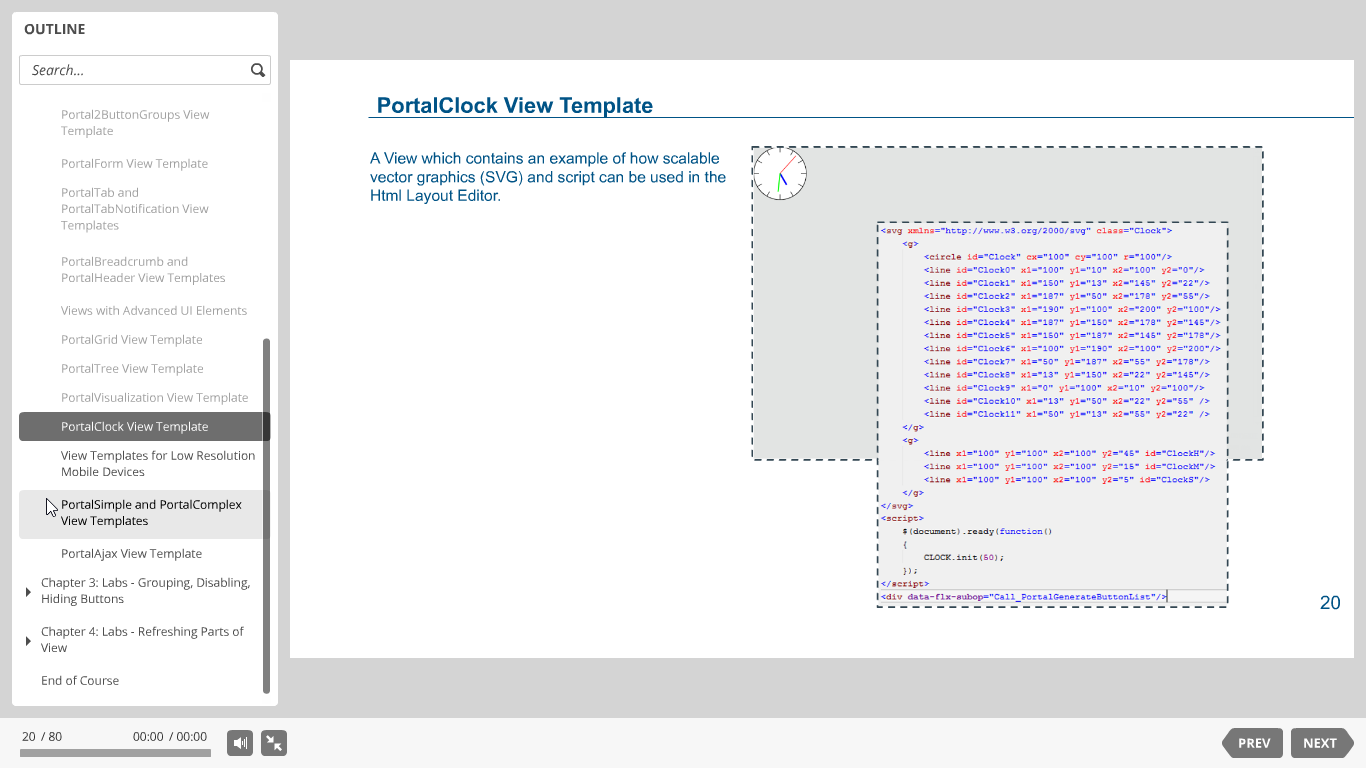 OUTLINE
Search...
Portal2ButtonGroups View
Template
PortalForm View Template
PortalTab and
PortalTabNotification View
Templates
PortalBreadcrumb and
PortalHeader View Templates
Views with Advanced UI Elements
PortalGrid View Template
PortalTree View Template
PortalVisualization View Template
PortalClock View Template
View Templates for Low Resolution
Mobile Devices
PortalSimple and PortalComplex
View Templates
PortalAjax View Template
Chapter 3: Labs - Grouping, Disabling,
Hiding Buttons
Chapter 4: Labs - Refreshing Parts of
View
End of Course
PortalClock View Template
A View which contains an example of how scalable
vector graphics (SVG) and script can be used in the
Html Layout Editor.
<svg xmlns="http://www.w3.org/2000/svg" class="Clock">
<g>
<circle id="Clock" cx="100" cy="100" r="100"/>
<line id="Clock0" x1="100" y1="10" x2="100" y2="0"/>
<line id="Clock1" x1="150" y1="13" x2="145" y2="22"/>
<line id="Clock2" x1="187" y1="50" x2="178" y2="55"/>
<line id="Clock3" x1="190" y1="100" x2="200" y2="100"/>
<line id="Clock4" x1="187" y1="150" x2="178" y2="145"/>
<line id="Clock5" x1="150" y1="187" x2="145" y2="178"/>
<line id="Clock6" x1="100" y1="190" x2="100" y2="200"/>
<line id="Clock7" x1="50" y1="187" x2="55" y2="178"/>
<line id="Clock8" x1="13" y1="150" x2="22" y2="145"/>
<line id="Clock9" x1="0" y1="100" x2="10" y2="100"/>
<line id="Clock10" x1="13" y1="50" x2="22" y2="55" />
<line id="Clock11" x1="50" y1="13" x2="55" y2="22" />
</g>
<g>
<line x1="100" y1="100" x2="100" y2="45" id="ClockH"/>
<line x1="100" y1="100" x2="100" y2="15" id="ClockM"/>
<line x1="100" y1="100" x2="100" y2="5" id="ClockS"/>
</g>
</svg>
<script>
$(document).ready(function()
{
CLOCK.init(50);
});
</script>
<div data-flx-subop="Call_PortalGenerateButtonList"/>
20
20 / 80
00:00 / 00:00
PREV
NEXT